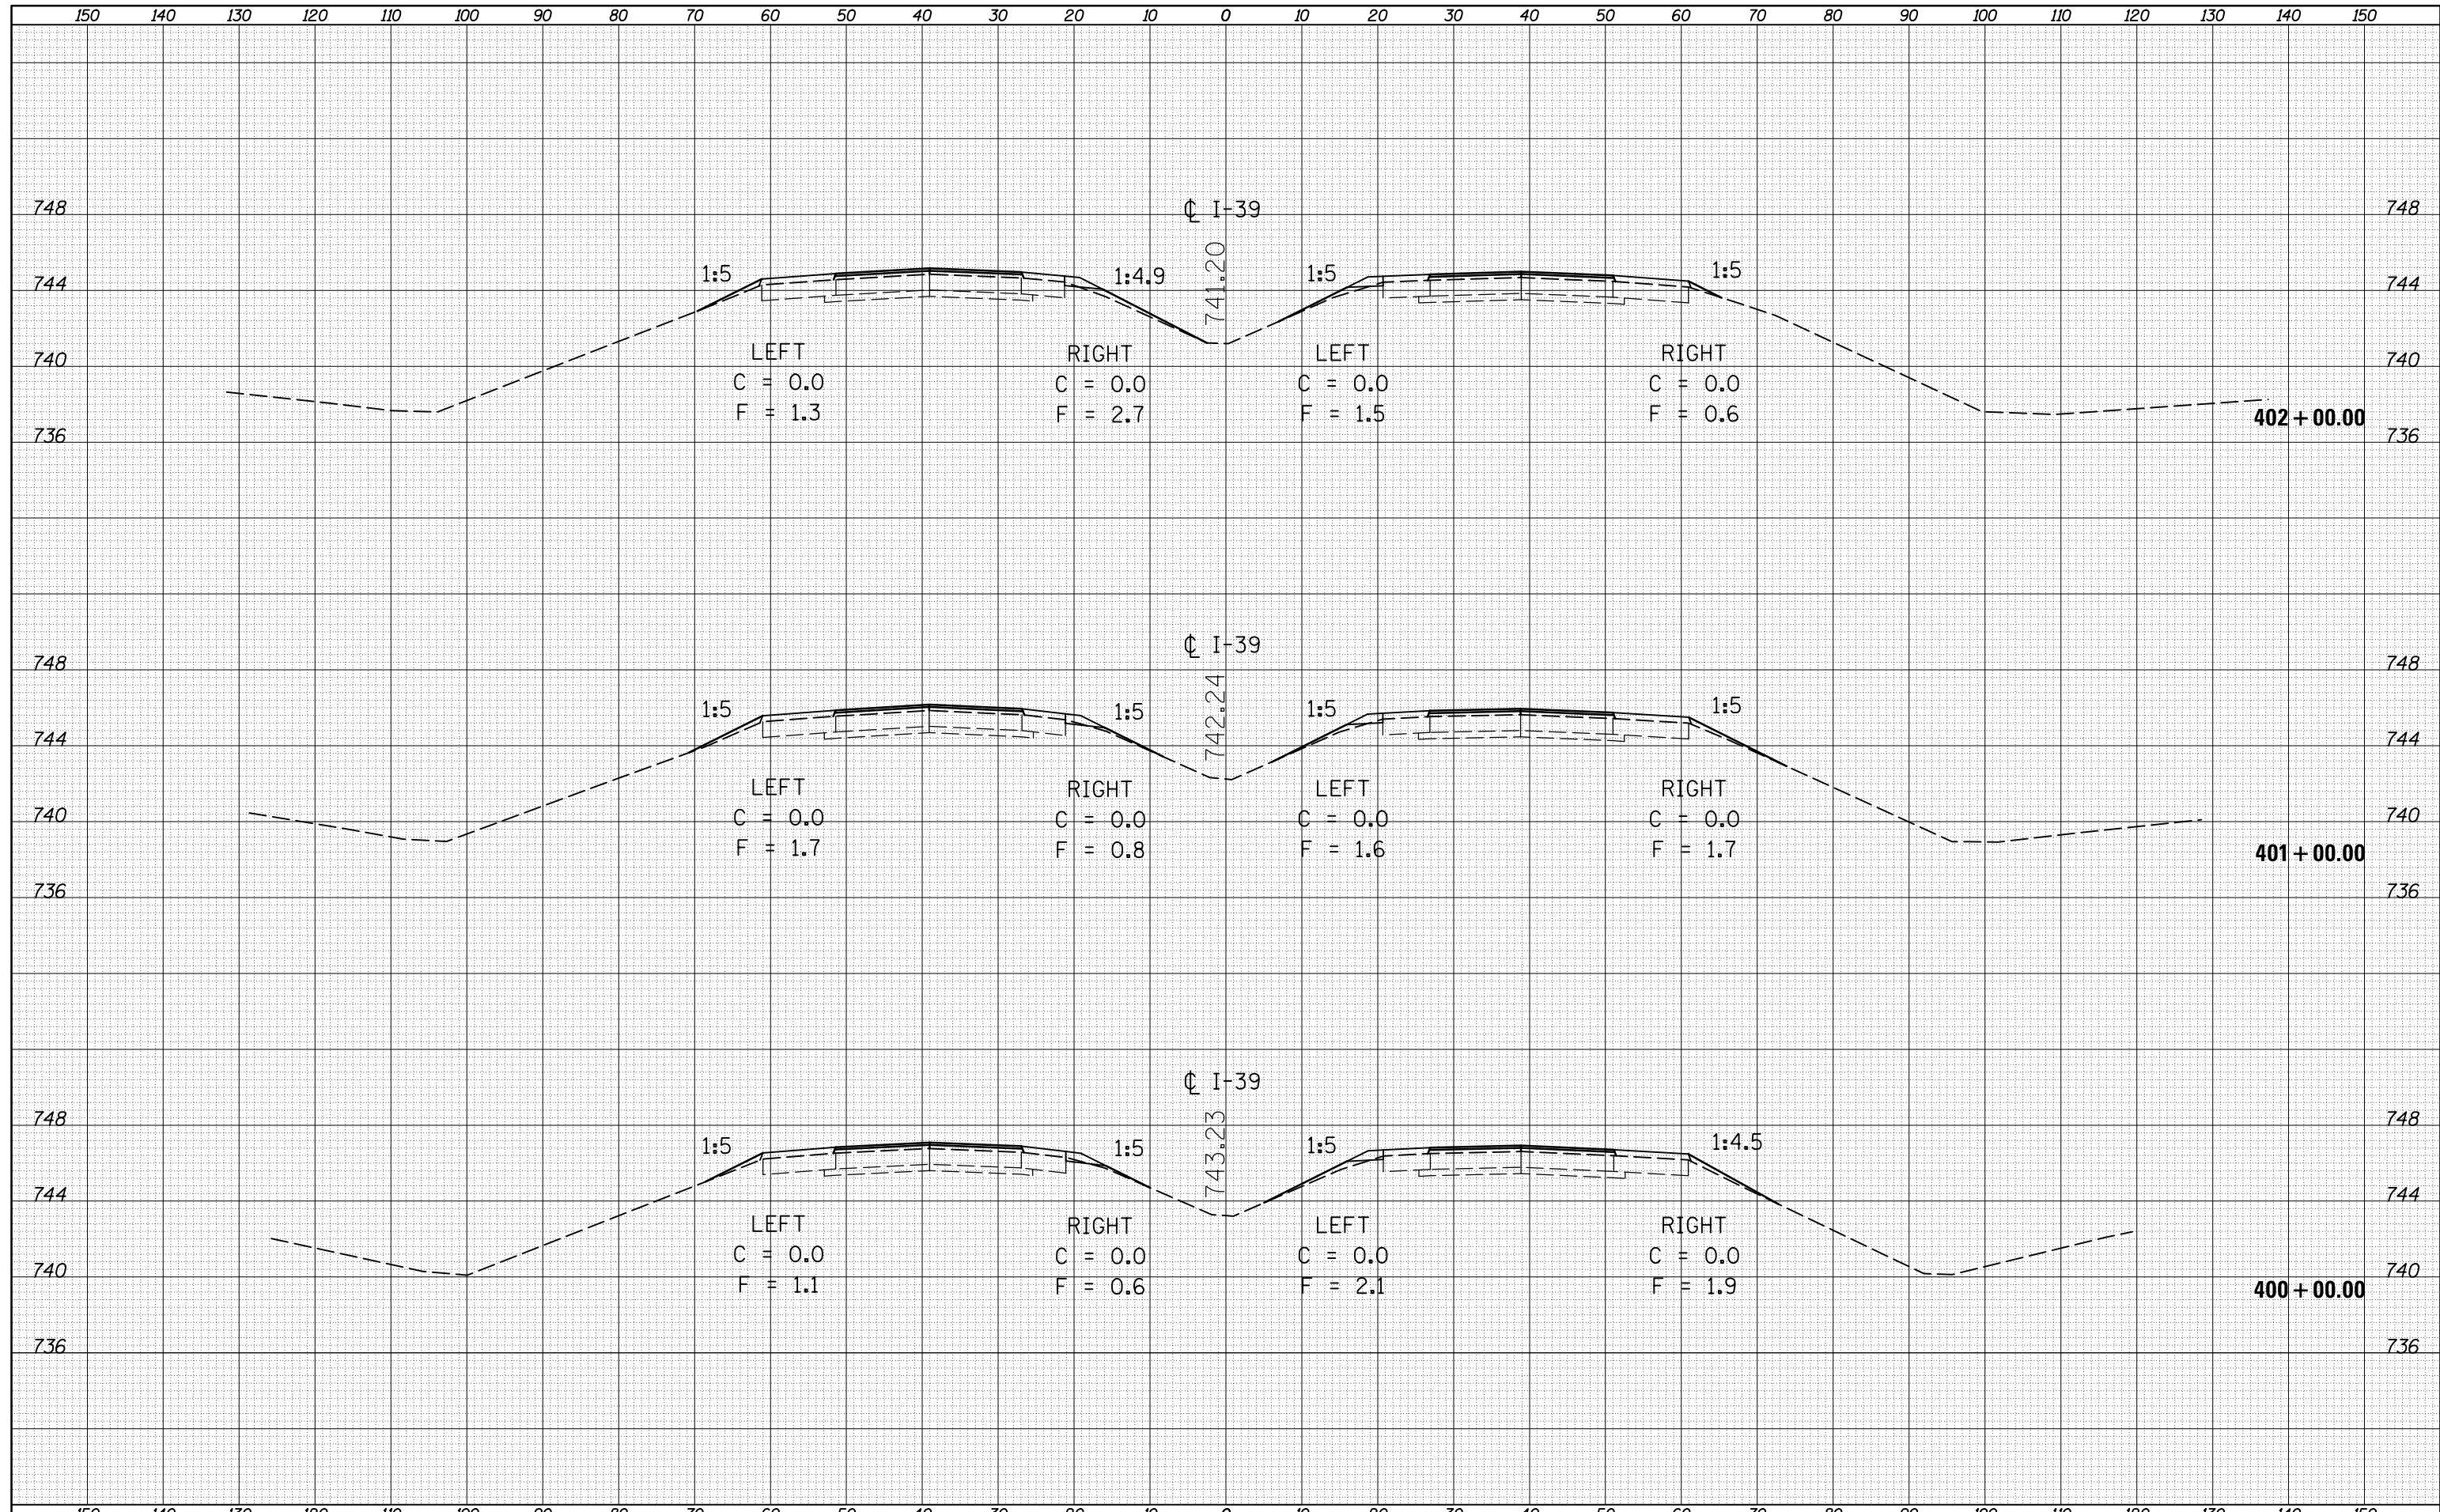 150 140 130 120 110 100 90 80 70 60 50 40 30 20 10 0 10 20 30 40 50 60 70 80 90 100 110 120 130 140 150
748 ℄ I-39 748
741.20
1:5 1:4.9 1:5 1:5
744 744
LEFT RIGHT LEFT RIGHT
740 740
C = 0.0 C = 0.0 C = 0.0 C = 0.0
F = 1.3 F = 2.7 F = 1.5 F = 0.6
402+00.00
736 736
℄ I-39
748 748
742.24
1:5 1:5 1:5 1:5
744 744
LEFT RIGHT LEFT RIGHT
740 740
C = 0.0 C = 0.0 C = 0.0 C = 0.0
F = 1.7 F = 0.8 F = 1.6 F = 1.7
401+00.00
736 736
℄ I-39
748 748
743.23
1:5 1:5 1:5 1:4.5
744 744
LEFT RIGHT LEFT RIGHT
C = 0.0 C = 0.0 C = 0.0 C = 0.0
740 740
F = 1.1 F = 0.6 F = 2.1 F = 1.9
400+00.00
736 736